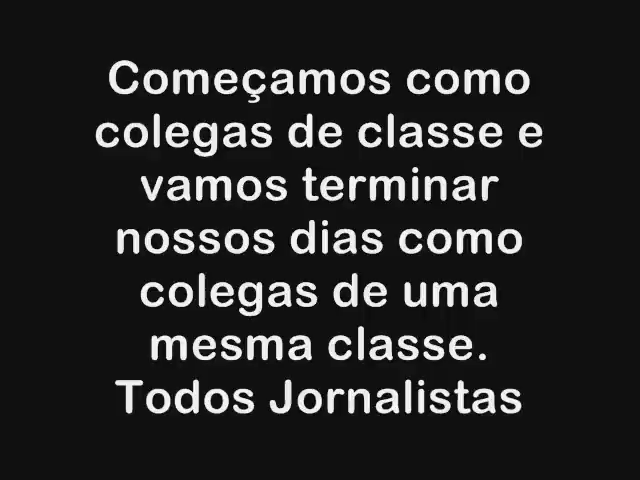 Começamos como
colegas de classe e
vamos terminar
nossos dias como
colegas de uma
mesma classe.
Todos Jornalistas